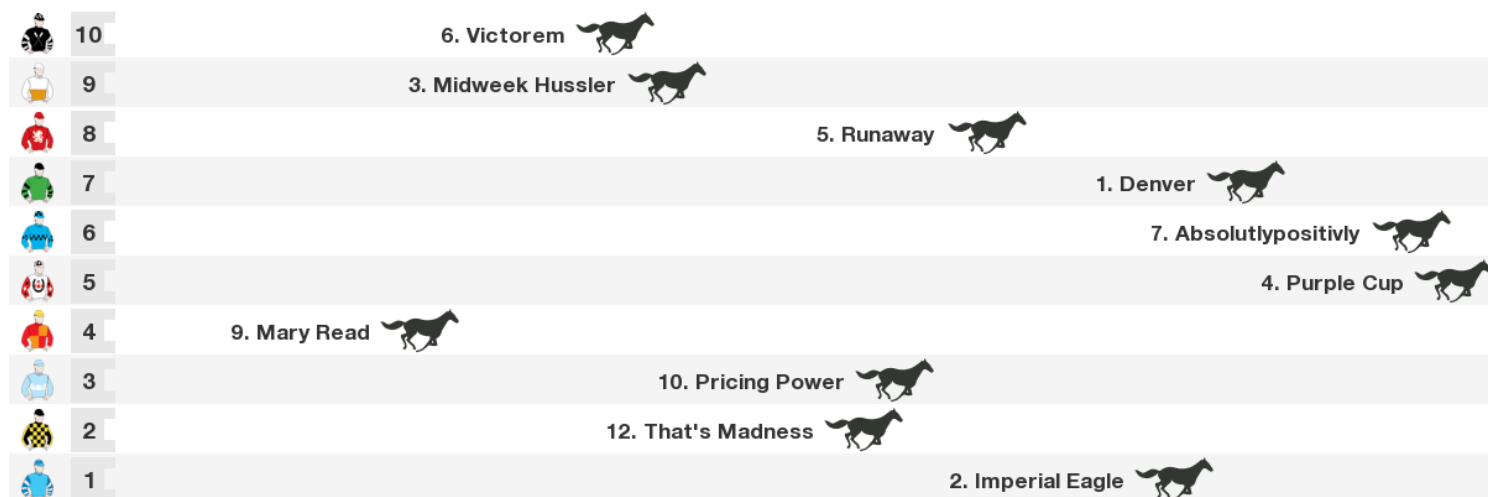 10 6. Victorem
9 3. Midweek Hussler
8 5. Runaway
7 1. Denver
6 7. Absolutlypositivly
5 4. Purple Cup
4 9. Mary Read
3 10. Pricing Power
2 12. That's Madness
1 2. Imperial Eagle